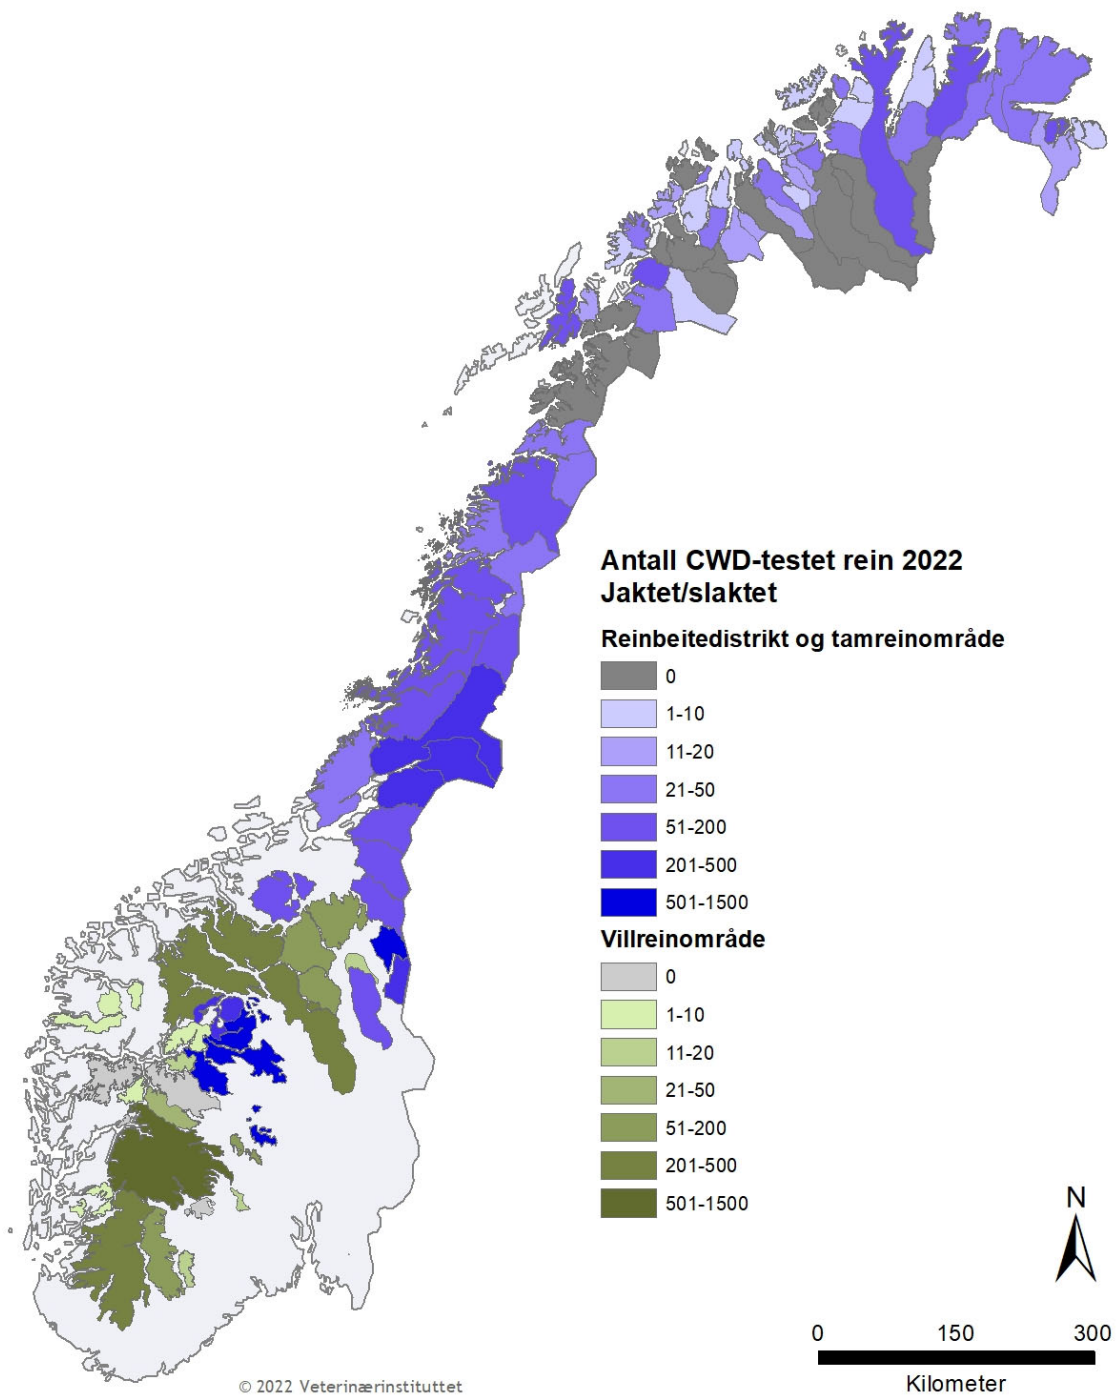 Antall CWD-testet rein 2022
Jaktet/slaktet
Reinbeitedistrikt og tamreinområde
0
1-10
11-20
21-50
51-200
201-500
501-1500
Villreinområde
0
1-10
11-20
21-50
51-200
201-500
501-1500
N
0 150 300
Kilometer
© 2022 Veterinærinstituttet